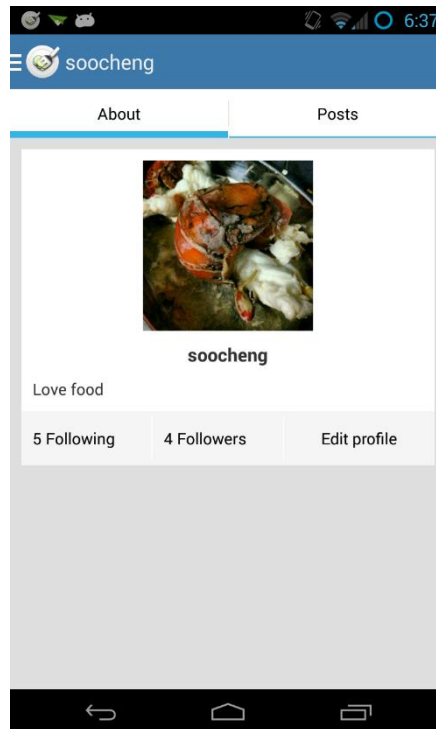 6:37
soocheng
About Posts
soocheng
Love food
5 Following 4 Followers Edit profile